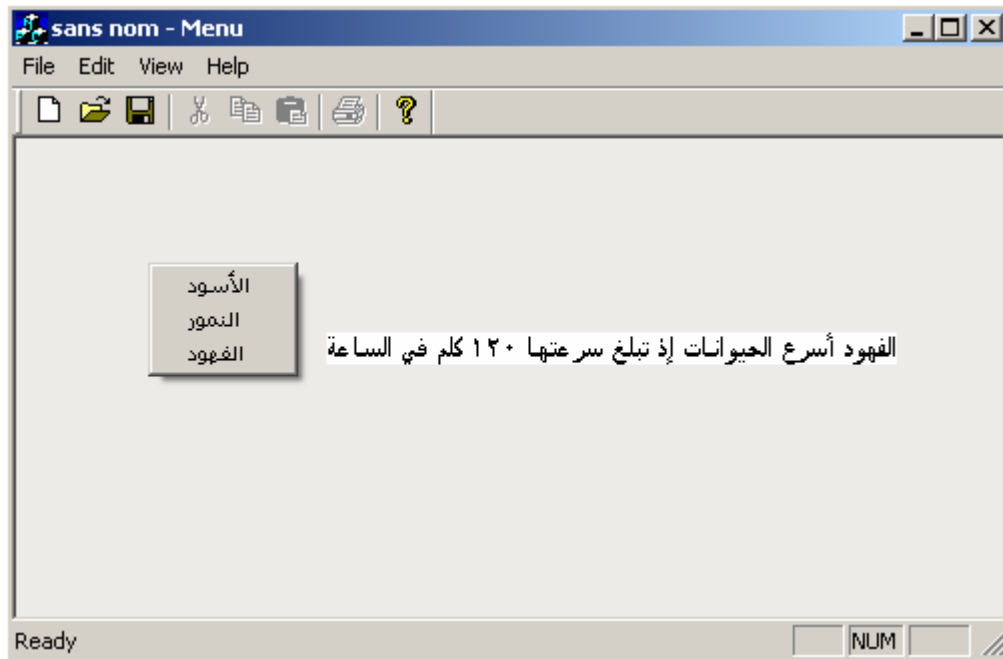 sans nom - Menu
File Edit View Help
الأسود
النمور
الفهود
الفهود أسرع الحيوانات إذ تبلغ سرعتها ١٢٠ كلم في الساعة
Ready NUM